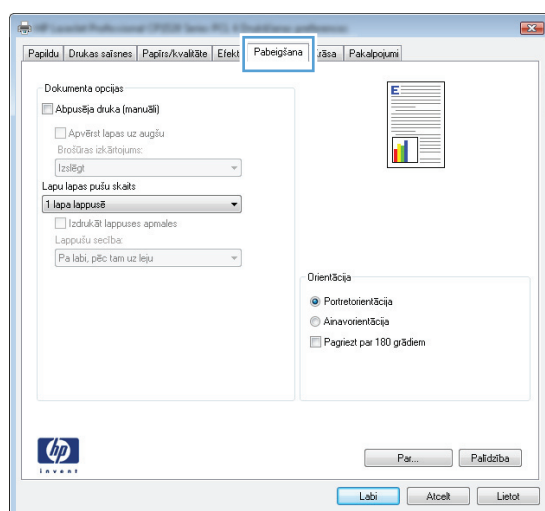 Papildu Drukas saīsnes Papīrs/kvalitāte Efekt Pabeigšana Krāsa Pakalpojumi
Dokumenta opcijas
Abpusēja druka (manuāli)
Apvērst lapas uz augšu
Brošūras izkārtojums:
Izslēgt
Lapu lapas pušu skaits
1 lapa lappusē
Izdrukāt lappuses apmales
Lappušu secība:
Pa labi, pēc tam uz leju
E
Orientācija
Portretorientācija
Ainavorientācija
Pagriezt par 180 grādiem
hp
invent
Par... Palīdzība
Labi Atcelt Lietot